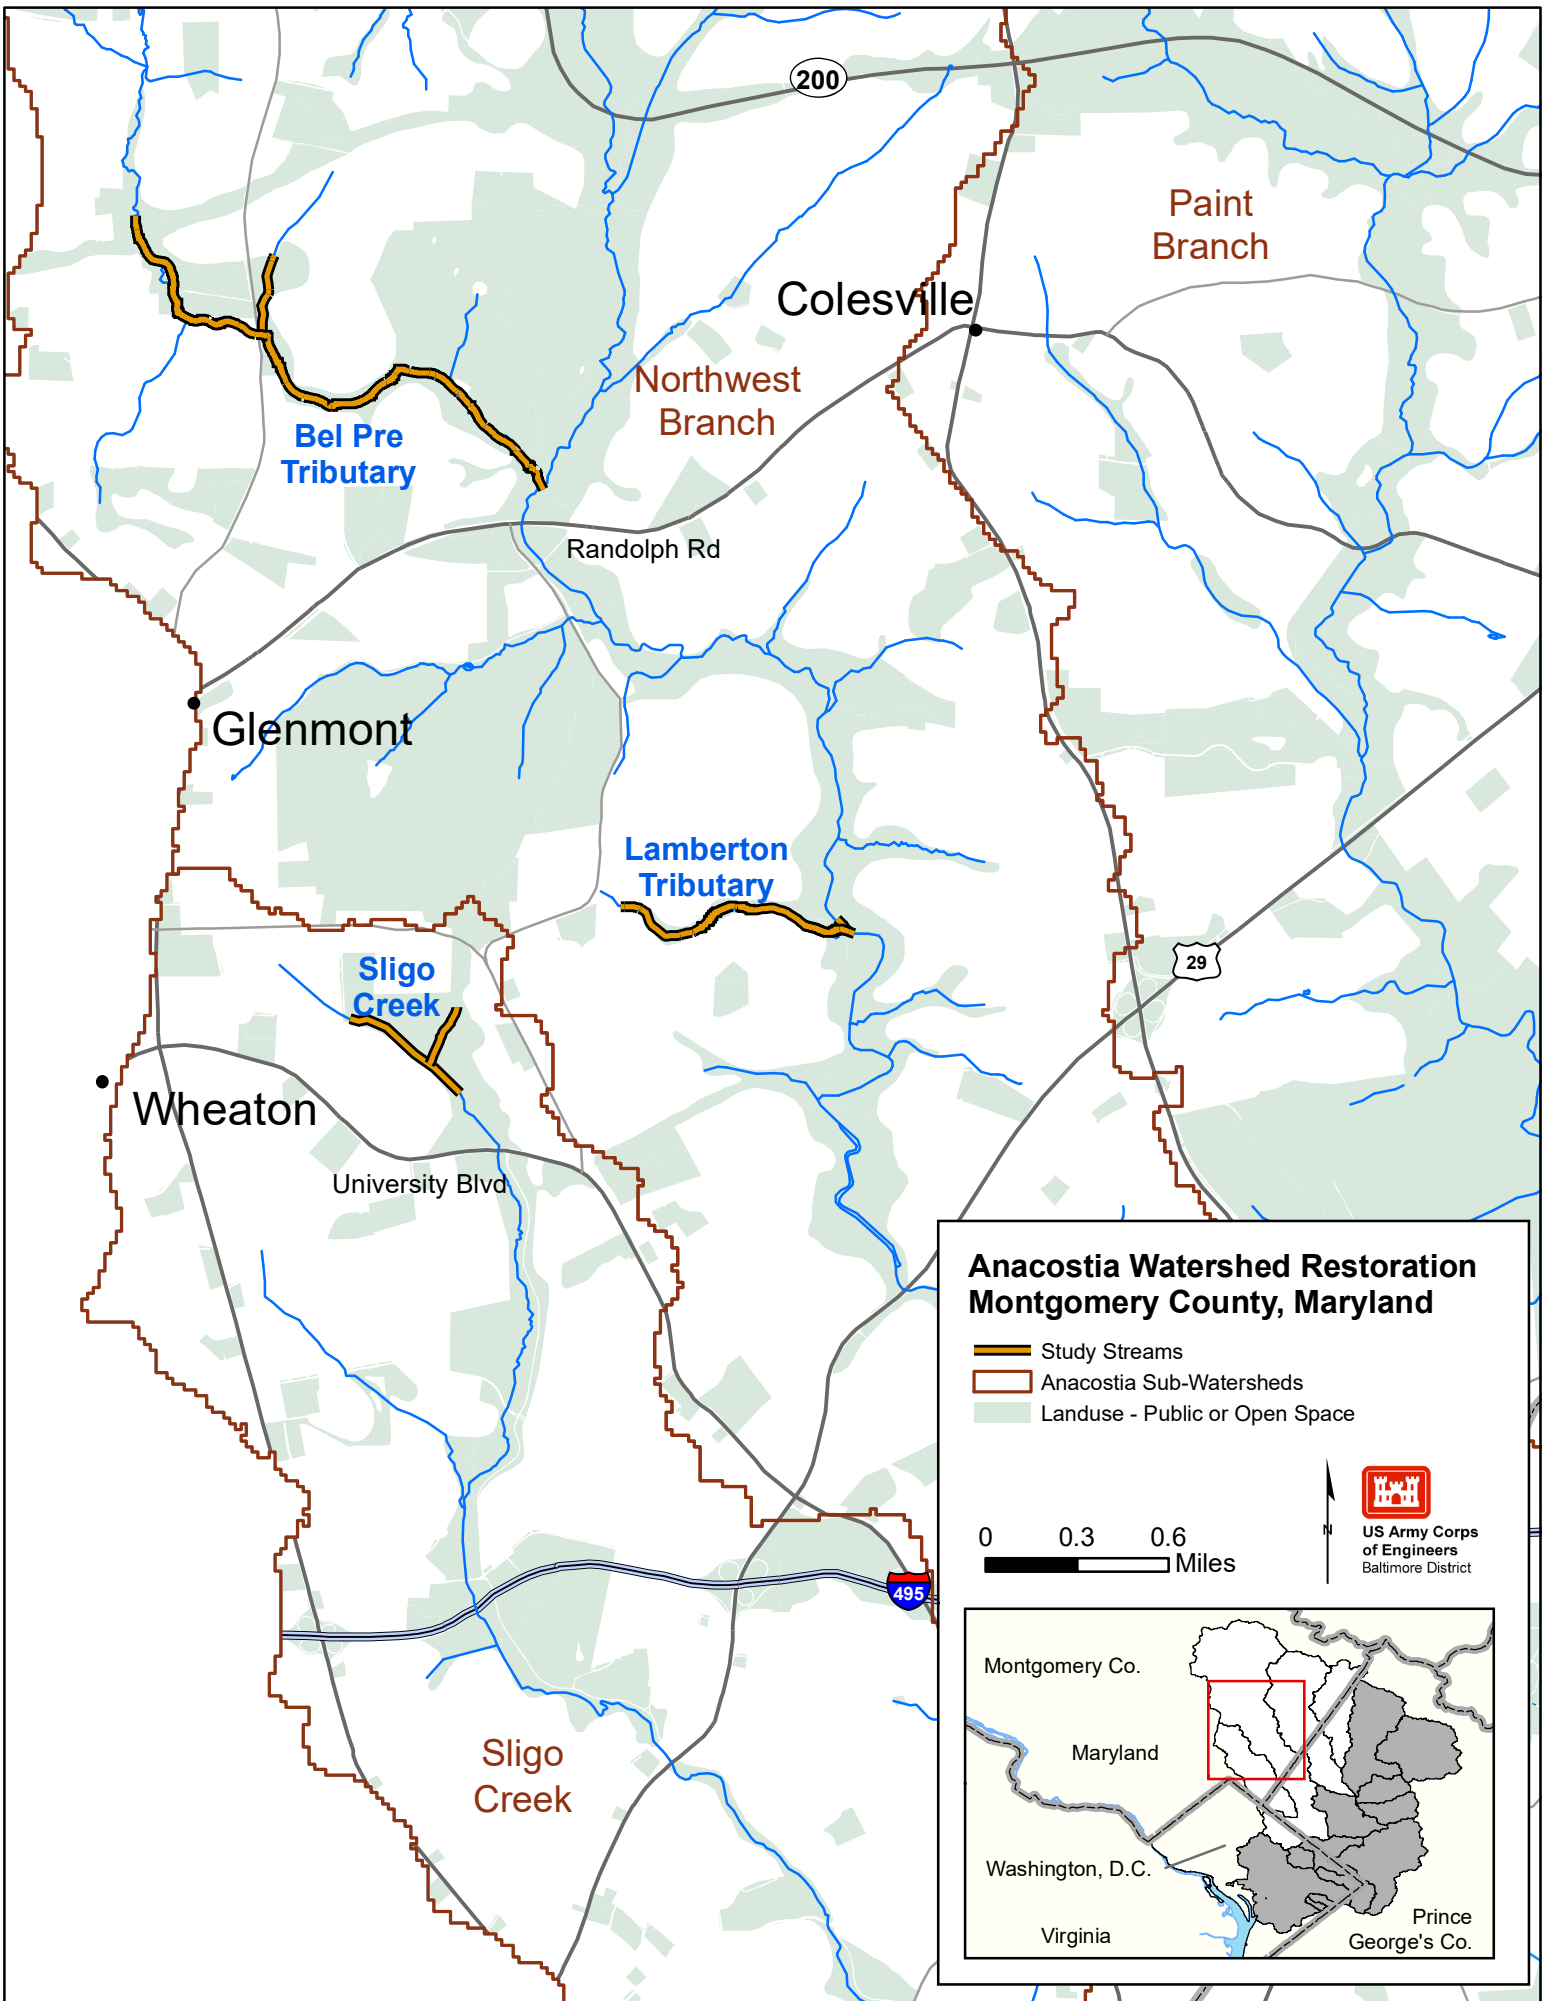 200
Paint
Branch
Colesville
Northwest
Branch
Bel Pre
Tributary
Randolph Rd
Glenmont
Lamberton
Tributary
Sligo
Creek
29
Wheaton
University Blvd
Anacostia Watershed Restoration
Montgomery County, Maryland
Study Streams
Anacostia Sub-Watersheds
Landuse - Public or Open Space
0 0.3 0.6
Miles
N
US Army Corps
of Engineers
Baltimore District
495
Montgomery Co.
Maryland
Washington, D.C.
Virginia
Prince
George's Co.
Sligo
Creek